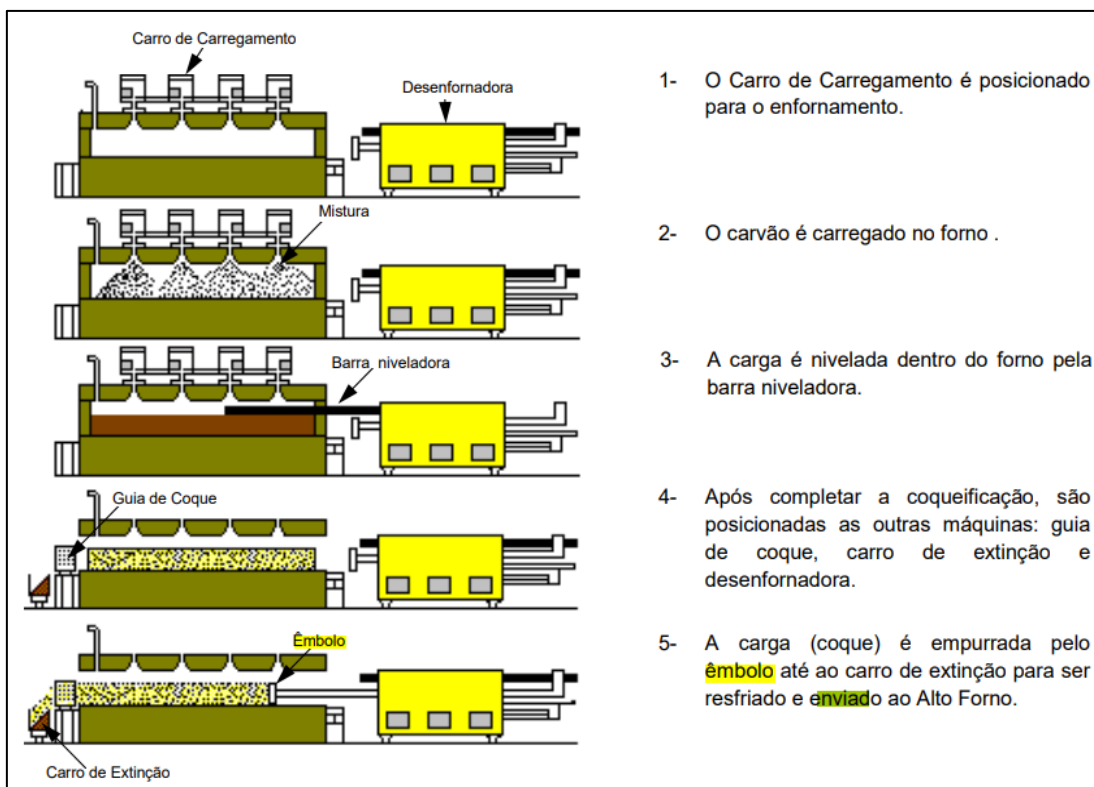 Carro de Carregamento
Desenfornadora
1- O Carro de Carregamento é posicionado
para o enfornamento.
Mistura
2- O carvão é carregado no forno .
Barra niveladora
3- A carga é nivelada dentro do forno pela
barra niveladora.
Guia de Coque
4- Após completar a coqueificação, são
posicionadas as outras máquinas: guia
de coque, carro de extinção e
desenfornadora.
Êmbolo
5- A carga (coque) é empurrada pelo
êmbolo até ao carro de extinção para ser
resfriado e enviado ao Alto Forno.
Carro de Extinção